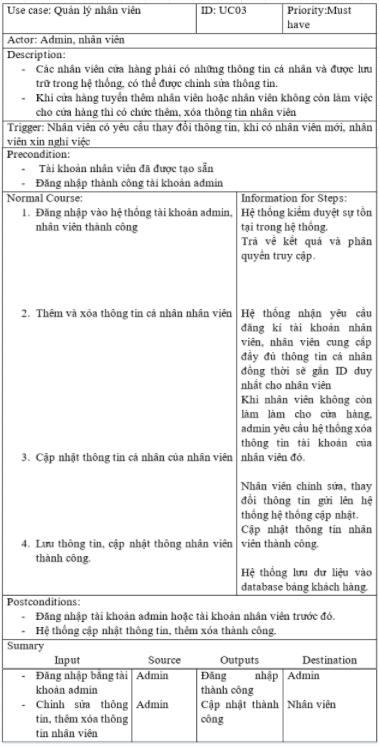 Use case: Quản lý nhân viên ID: UC03 Priority:Must
have
Actor: Admin, nhân viên
Description:
- Các nhân viên cửa hàng phải có những thông tin cá nhân và được lưu
trữ trong hệ thống, có thể được chỉnh sửa thông tin.
- Khi cửa hàng tuyển thêm nhân viên hoặc nhân viên không còn làm việc
cho cửa hàng thì có chức thêm, xóa thông tin nhân viên
Trigger: Nhân viên có yêu cầu thay đổi thông tin, khi có nhân viên mới, nhân
viên xin nghỉ việc
Precondition:
- Tài khoản nhân viên đã được tạo sẵn
- Đăng nhập thành công tài khoản admin
Normal Course:
1. Đăng nhập vào hệ thống tài khoản admin,
nhân viên thành công
2. Thêm và xóa thông tin cá nhân nhân viên
3. Cập nhật thông tin cá nhân của nhân viên
4. Lưu thông tin, cập nhật thông nhân viên
thành công.
Information for Steps:
Hệ thống kiểm duyệt sự tồn
tại trong hệ thống.
Trả về kết quả và phân
quyền truy cập.
Hệ thống nhận yêu cầu
đăng kí tài khoản nhân
viên, nhân viên cung cấp
đầy đủ thông tin cá nhân
đồng thời sẽ gắn ID duy
nhất cho nhân viên
Khi nhân viên không còn
làm làm cho cửa hàng,
admin yêu cầu hệ thống xóa
thông tin tài khoản của
nhân viên đó.
Nhân viên chỉnh sửa, thay
đổi thông tin gửi lên hệ
thống hệ thống cập nhật.
Cập nhật thông tin nhân
viên thành công.
Hệ thống lưu dư liệu vào
database bảng khách hàng.
Postconditions:
- Đăng nhập tài khoản admin hoặc tài khoản nhân viên trước đó.
- Hệ thống cập nhật thông tin, thêm xóa thành công.
Sumary
Input Source Outputs Destination
- Đăng nhập bằng tài Admin Đăng nhập Admin
khoản admin thành công
- Chỉnh sửa thông Admin Cập nhật thành Nhân viên
tin, thêm xóa thông công
tin nhân viên